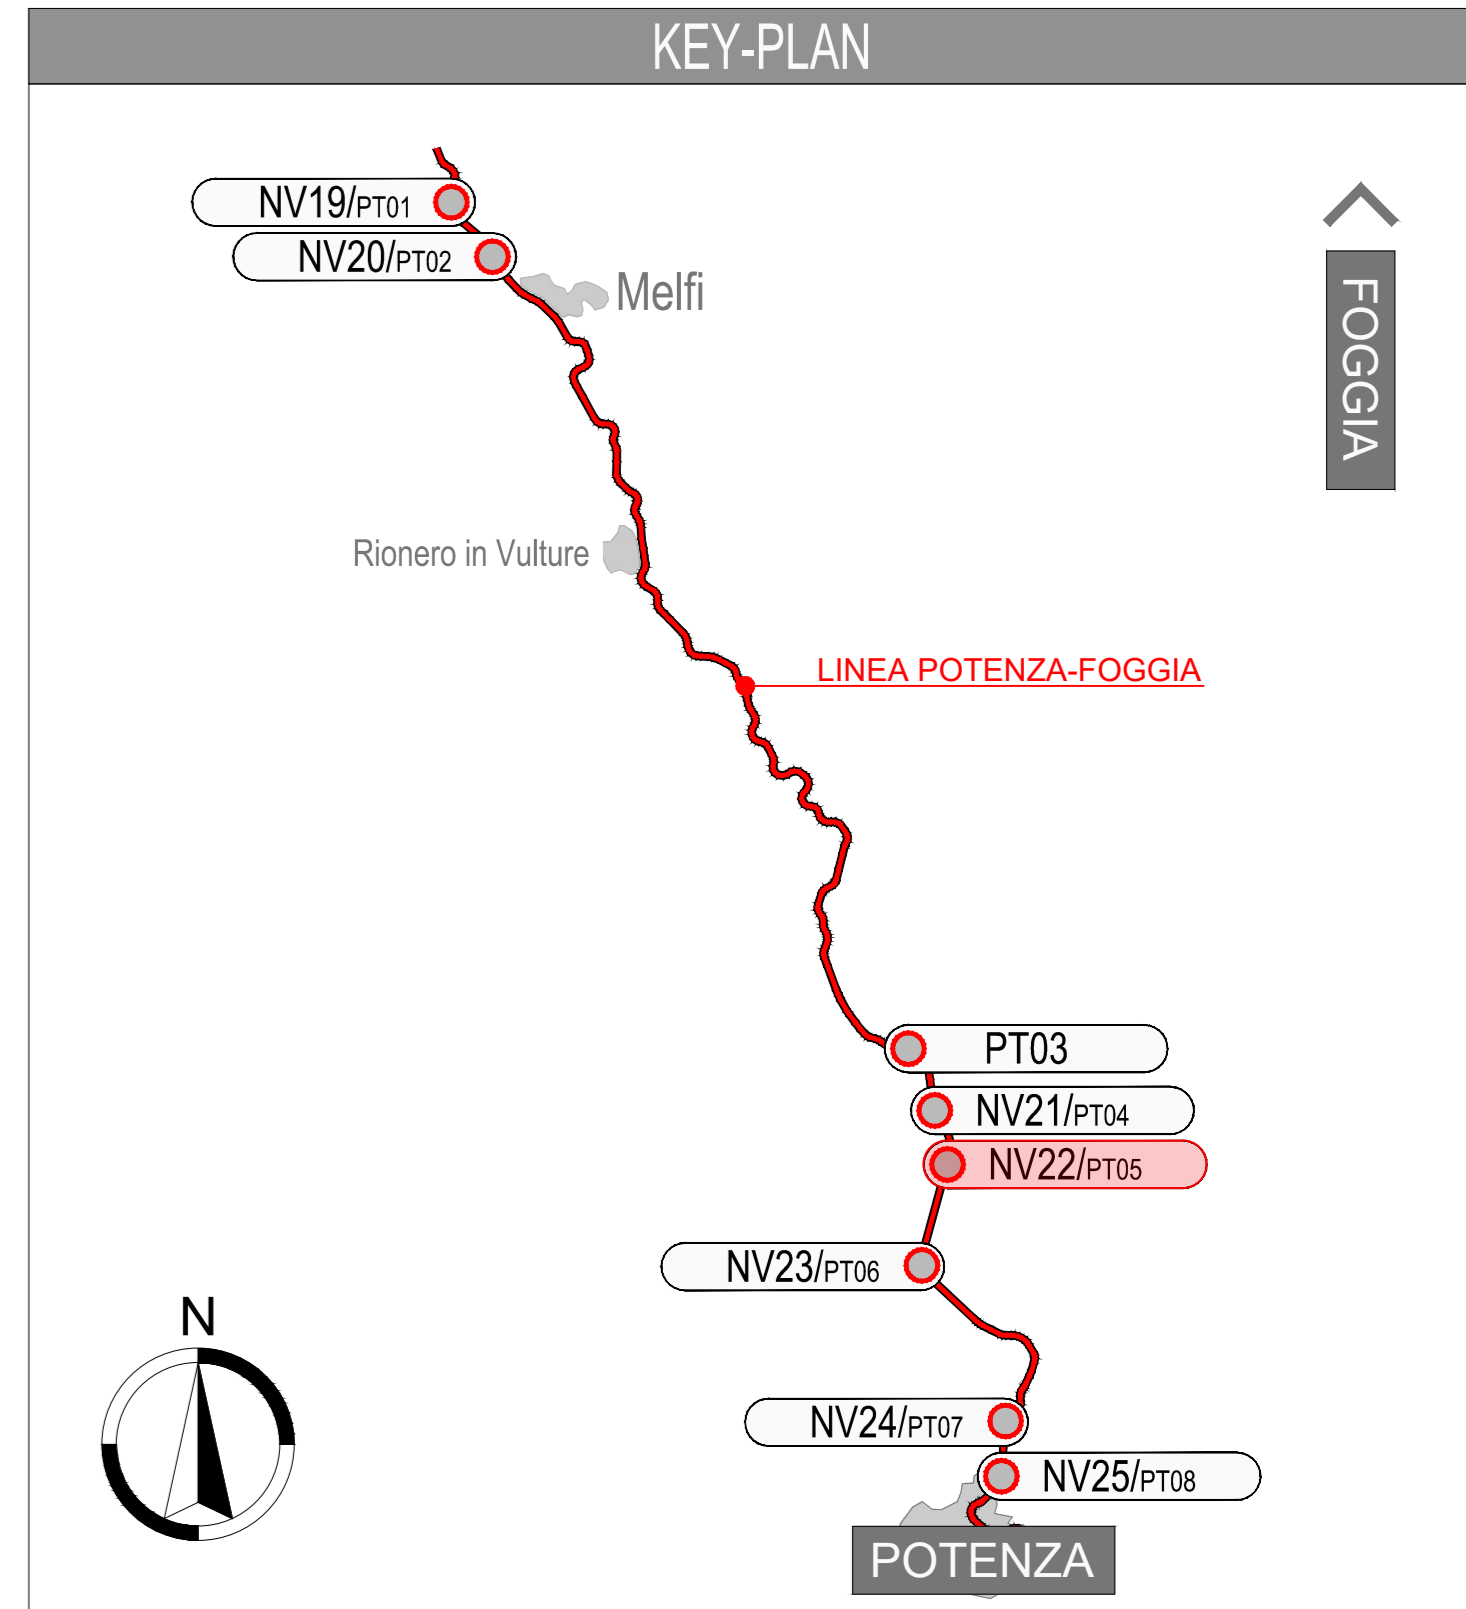 KEY-PLAN
NV19/PT01
NV20/PT02
Melfi
FOGGIA
Rionero in Vulture
LINEA POTENZA-FOGGIA
PT03
NV21/PT04
NV22/PT05
NV23/PT06
N
NV24/PT07
NV25/PT08
POTENZA